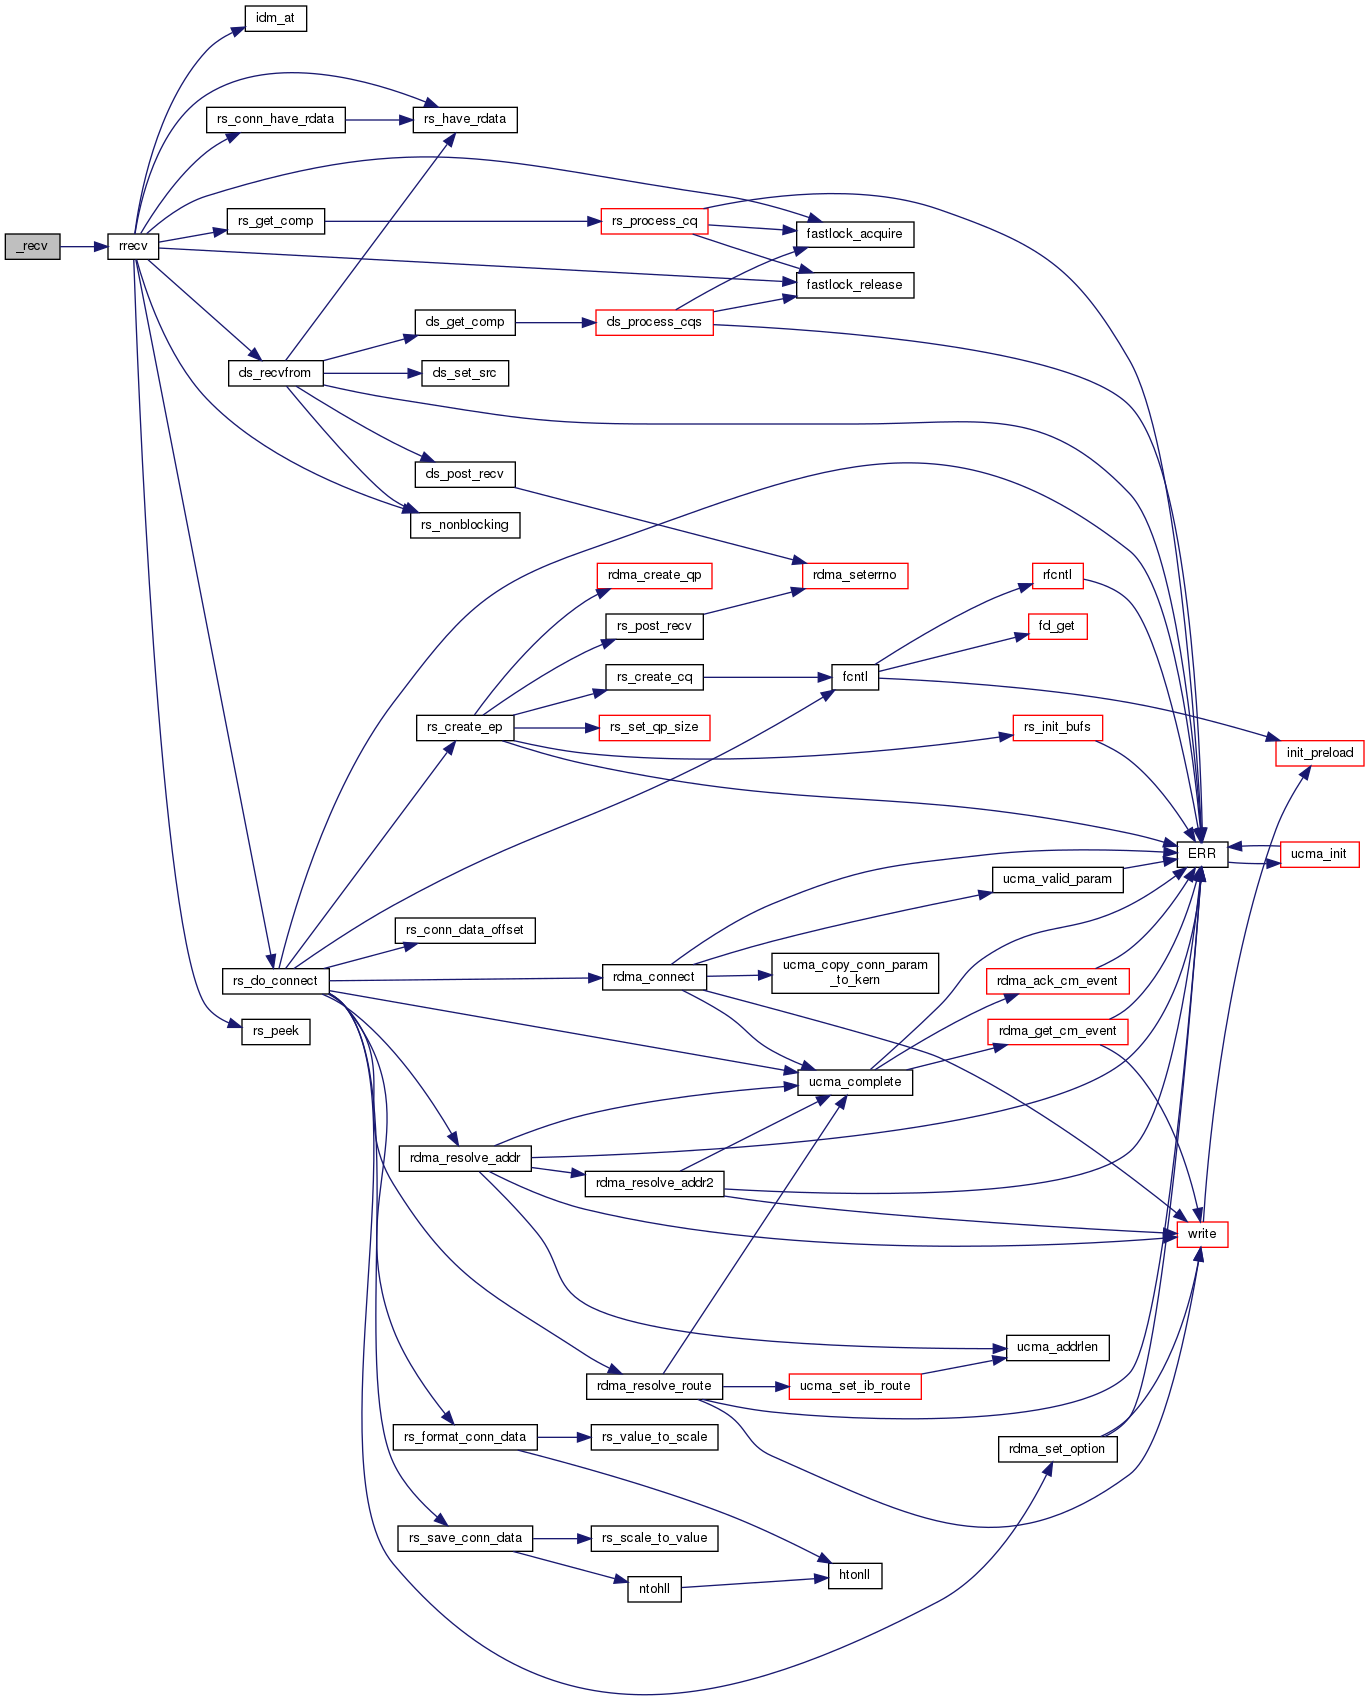 idm_at
rs_conn_have_rdata
rs_have_rdata
_recv
rrecv
rs_get_comp
rs_process_cq
fastlock_acquire
fastlock_release
ds_get_comp
ds_process_cqs
ds_recvfrom
ds_set_src
ds_post_recv
rs_nonblocking
rdma_create_qp
rdma_seterrno
rfcntl
rs_post_recv
fd_get
rs_create_cq
fcntl
rs_create_ep
rs_set_qp_size
rs_init_bufs
init_preload
ERR
ucma_init
ucma_valid_param
rs_conn_data_offset
rs_do_connect
rdma_connect
ucma_copy_conn_param
_to_kern
rdma_ack_cm_event
rs_peek
rdma_get_cm_event
ucma_complete
rdma_resolve_addr
rdma_resolve_addr2
write
ucma_addrlen
rdma_resolve_route
ucma_set_ib_route
rs_format_conn_data
rs_value_to_scale
rdma_set_option
rs_save_conn_data
rs_scale_to_value
ntohll
htonll